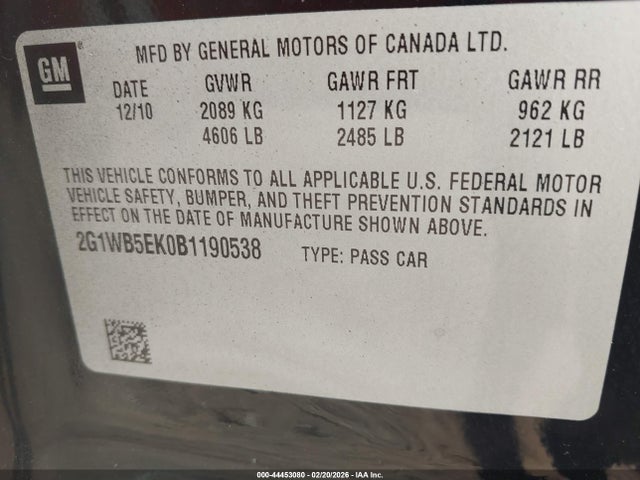 GM
MFD BY GENERAL MOTORS OF CANADA LTD.
DATE GVWR GAWR FRT GAWR RR
12/10 2089 KG 1127 KG 962 KG
4606 LB 2485 LB 2121 LB
THIS VEHICLE CONFORMS TO ALL APPLICABLE U.S. FEDERAL MOTOR
VEHICLE SAFETY, BUMPER, AND THEFT PREVENTION STANDARDS IN
EFFECT ON THE DATE OF MANUFACTURE SHOWN ABOVE.
2G1WB5EK0B1190538 TYPE: PASS CAR
000-44453080 - 02/20/2026 - IAA Inc.